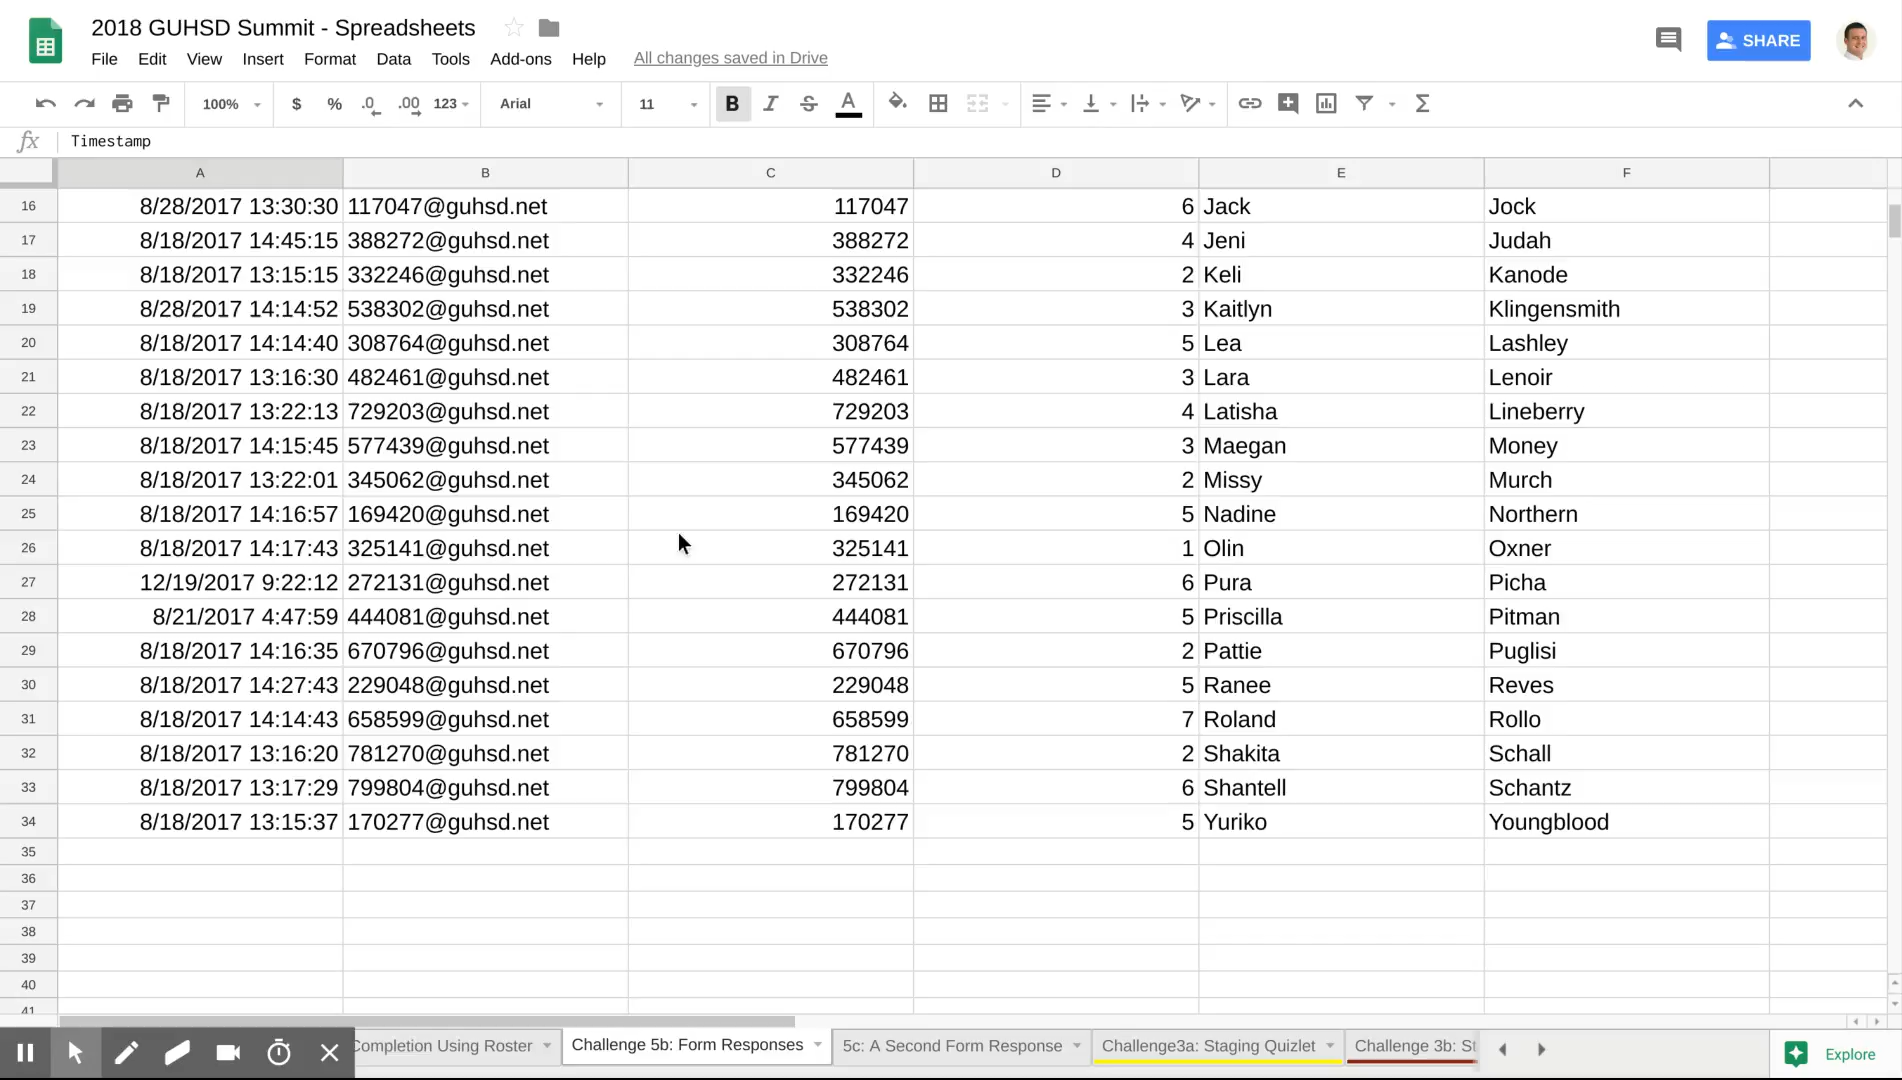 2018 GUHSD Summit - Spreadsheets
File Edit View Insert Format Data Tools Add-ons Help All changes saved in Drive
SHARE
100% $ % .0 .00 123 Arial 11 B I S A Σ
fx Timestamp
A B C D E F
16 8/28/2017 13:30:30 117047@guhsd.net 117047 6 Jack Jock
17 8/18/2017 14:45:15 388272@guhsd.net 388272 4 Jeni Judah
18 8/18/2017 13:15:15 332246@guhsd.net 332246 2 Keli Kanode
19 8/28/2017 14:14:52 538302@guhsd.net 538302 3 Kaitlyn Klingensmith
20 8/18/2017 14:14:40 308764@guhsd.net 308764 5 Lea Lashley
21 8/18/2017 13:16:30 482461@guhsd.net 482461 3 Lara Lenoir
22 8/18/2017 13:22:13 729203@guhsd.net 729203 4 Latisha Lineberry
23 8/18/2017 14:15:45 577439@guhsd.net 577439 3 Maegan Money
24 8/18/2017 13:22:01 345062@guhsd.net 345062 2 Missy Murch
25 8/18/2017 14:16:57 169420@guhsd.net 169420 5 Nadine Northern
26 8/18/2017 14:17:43 325141@guhsd.net 325141 1 Olin Oxner
27 12/19/2017 9:22:12 272131@guhsd.net 272131 6 Pura Picha
28 8/21/2017 4:47:59 444081@guhsd.net 444081 5 Priscilla Pitman
29 8/18/2017 14:16:35 670796@guhsd.net 670796 2 Pattie Puglisi
30 8/18/2017 14:27:43 229048@guhsd.net 229048 5 Ranee Reves
31 8/18/2017 14:14:43 658599@guhsd.net 658599 7 Roland Rollo
32 8/18/2017 13:16:20 781270@guhsd.net 781270 2 Shakita Schall
33 8/18/2017 13:17:29 799804@guhsd.net 799804 6 Shantell Schantz
34 8/18/2017 13:15:37 170277@guhsd.net 170277 5 Yuriko Youngblood
35
36
37
38
39
40
41
Completion Using Roster Challenge 5b: Form Responses 5c: A Second Form Response Challenge3a: Staging Quizlet Challenge 3b: St Explore